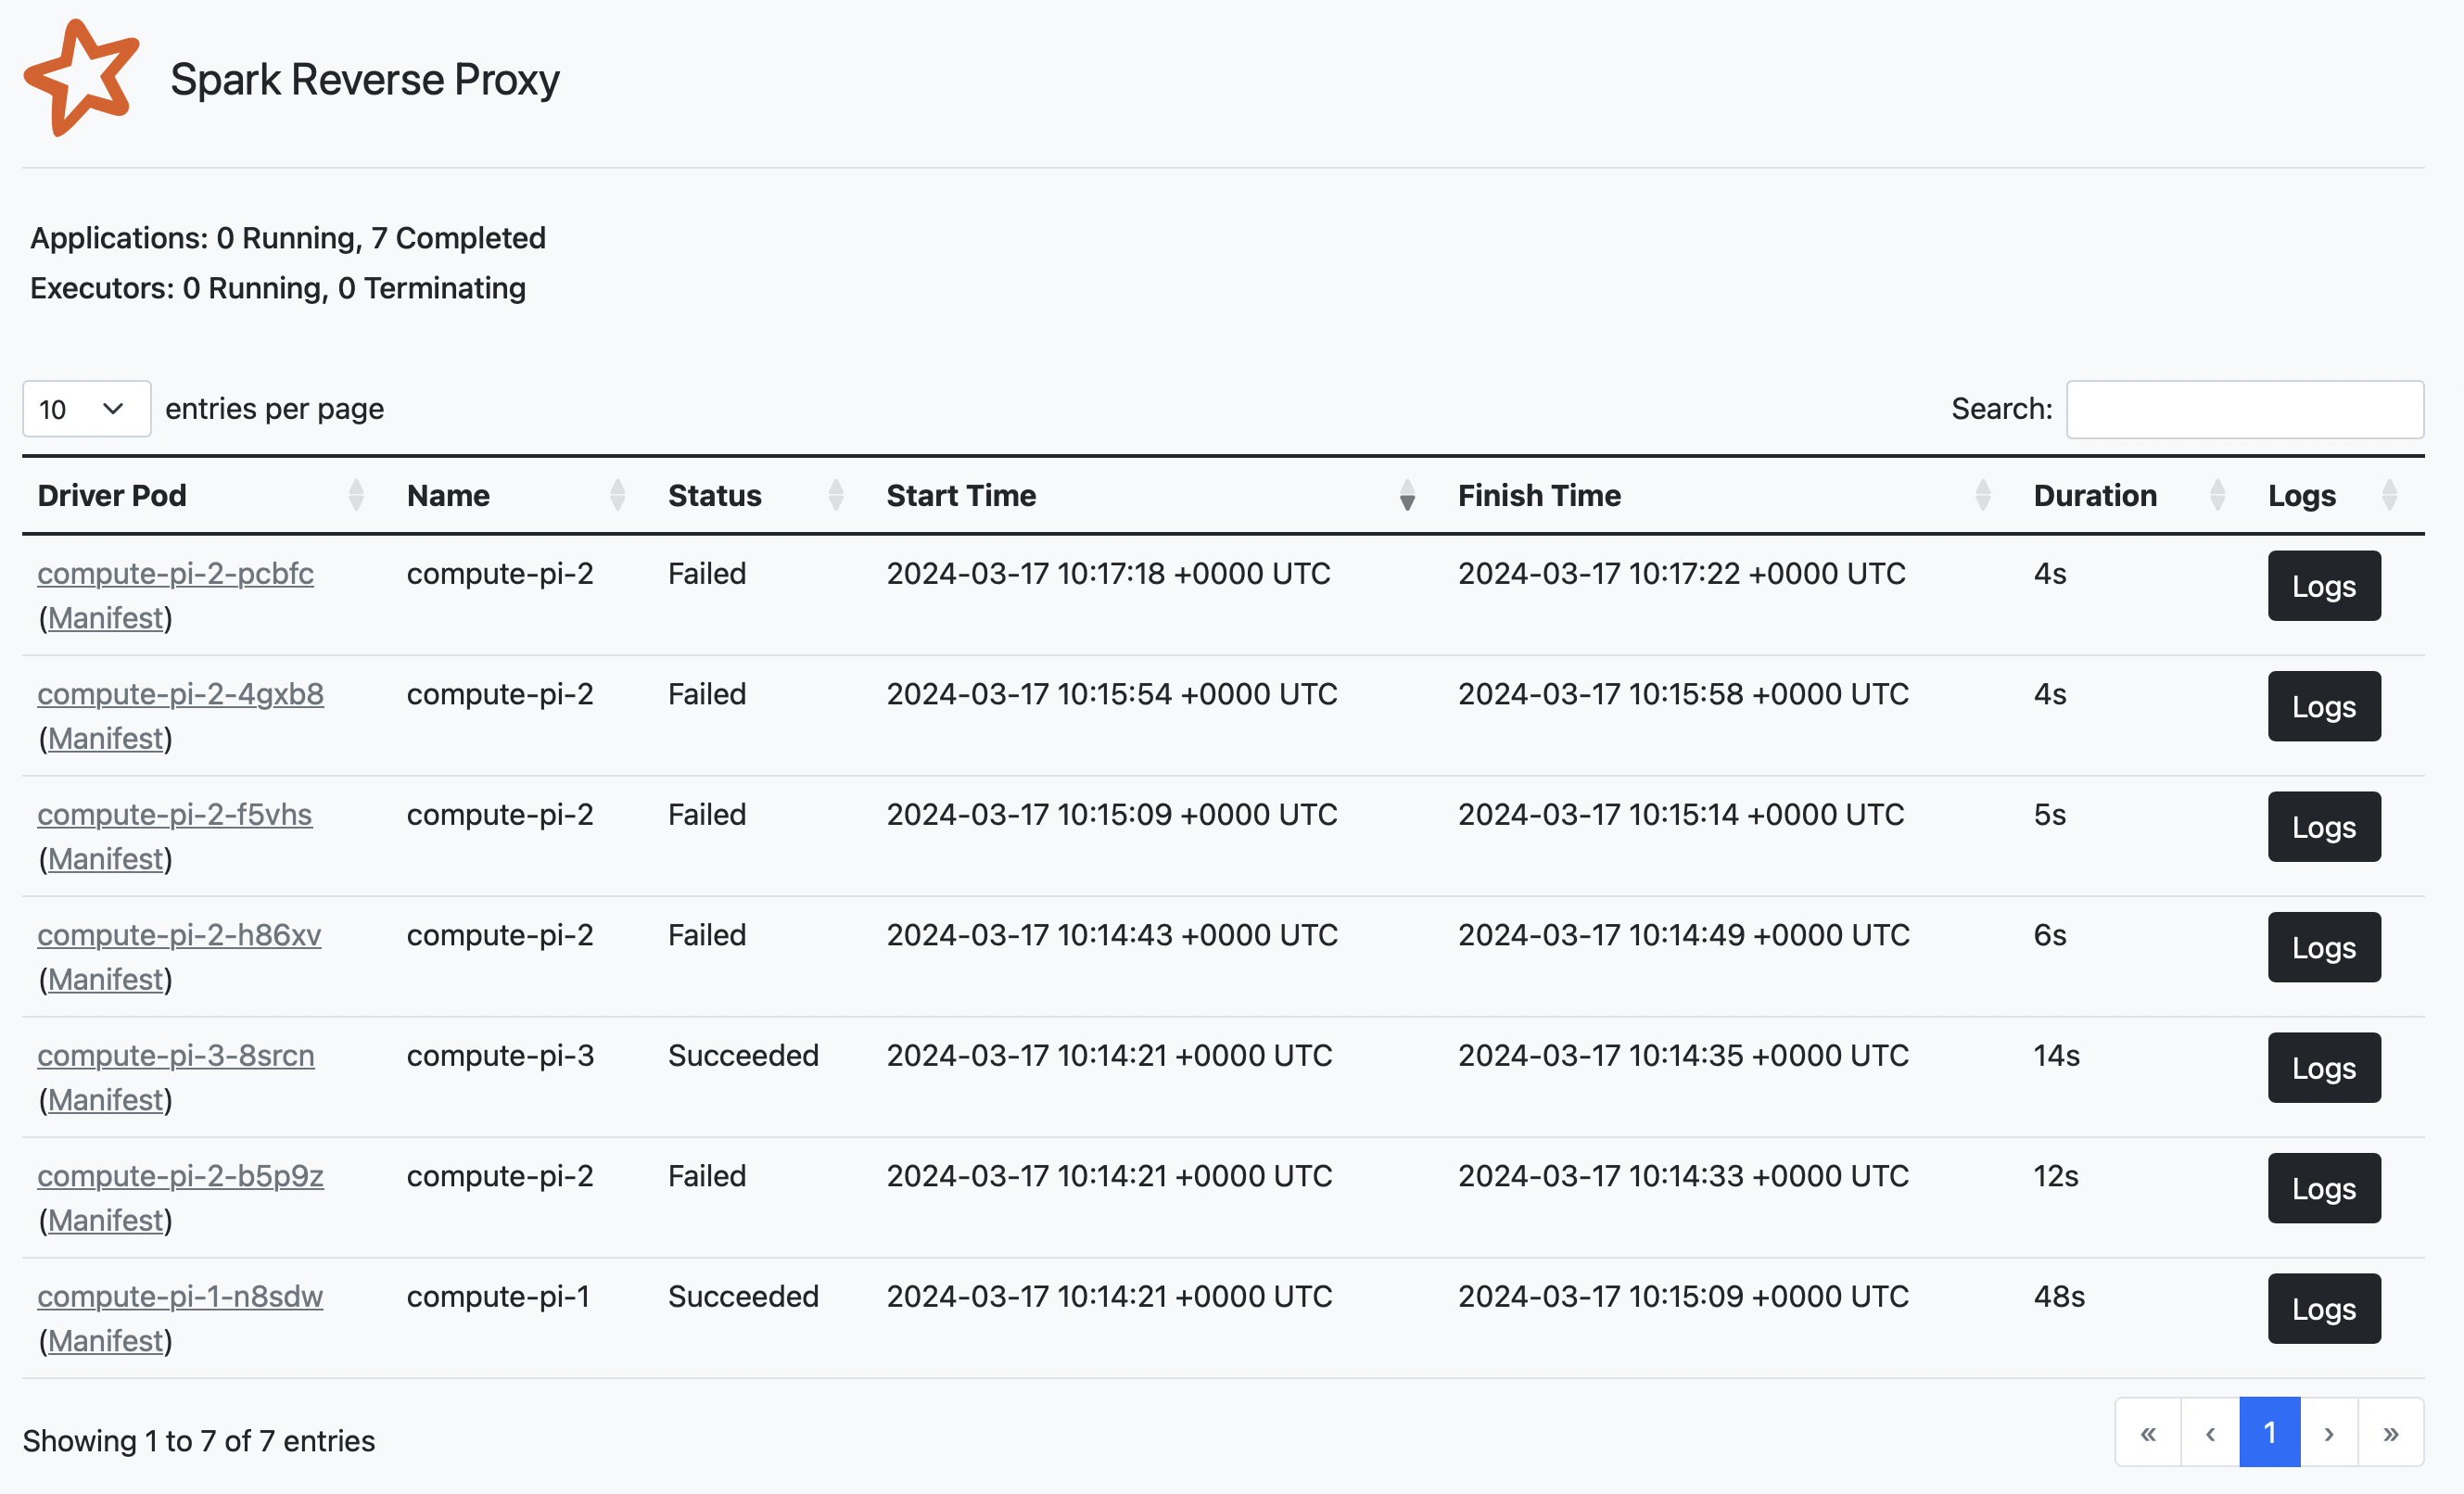 Spark Reverse Proxy
Applications: 0 Running, 7 Completed
Executors: 0 Running, 0 Terminating
10 entries per page Search:
Driver Pod Name Status Start Time Finish Time Duration Logs
compute-pi-2-pcbfc compute-pi-2 Failed 2024-03-17 10:17:18 +0000 UTC 2024-03-17 10:17:22 +0000 UTC 4s Logs
(Manifest)
compute-pi-2-4gxb8 compute-pi-2 Failed 2024-03-17 10:15:54 +0000 UTC 2024-03-17 10:15:58 +0000 UTC 4s Logs
(Manifest)
compute-pi-2-f5vhs compute-pi-2 Failed 2024-03-17 10:15:09 +0000 UTC 2024-03-17 10:15:14 +0000 UTC 5s Logs
(Manifest)
compute-pi-2-h86xv compute-pi-2 Failed 2024-03-17 10:14:43 +0000 UTC 2024-03-17 10:14:49 +0000 UTC 6s Logs
(Manifest)
compute-pi-3-8srcn compute-pi-3 Succeeded 2024-03-17 10:14:21 +0000 UTC 2024-03-17 10:14:35 +0000 UTC 14s Logs
(Manifest)
compute-pi-2-b5p9z compute-pi-2 Failed 2024-03-17 10:14:21 +0000 UTC 2024-03-17 10:14:33 +0000 UTC 12s Logs
(Manifest)
compute-pi-1-n8sdw compute-pi-1 Succeeded 2024-03-17 10:14:21 +0000 UTC 2024-03-17 10:15:09 +0000 UTC 48s Logs
(Manifest)
Showing 1 to 7 of 7 entries « ‹ 1 › »